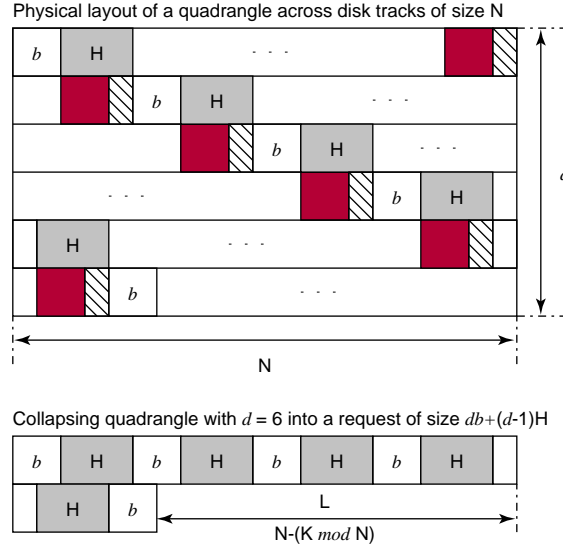 Physical layout of a quadrangle across disk tracks of size N
b H · · ·
b H · · ·
b H · · ·
· · · b H
H · · ·
b · · ·
N
Collapsing quadrangle with d = 6 into a request of size db+(d-1)H
b H b H b H b H
H b
L
N-(K mod N)